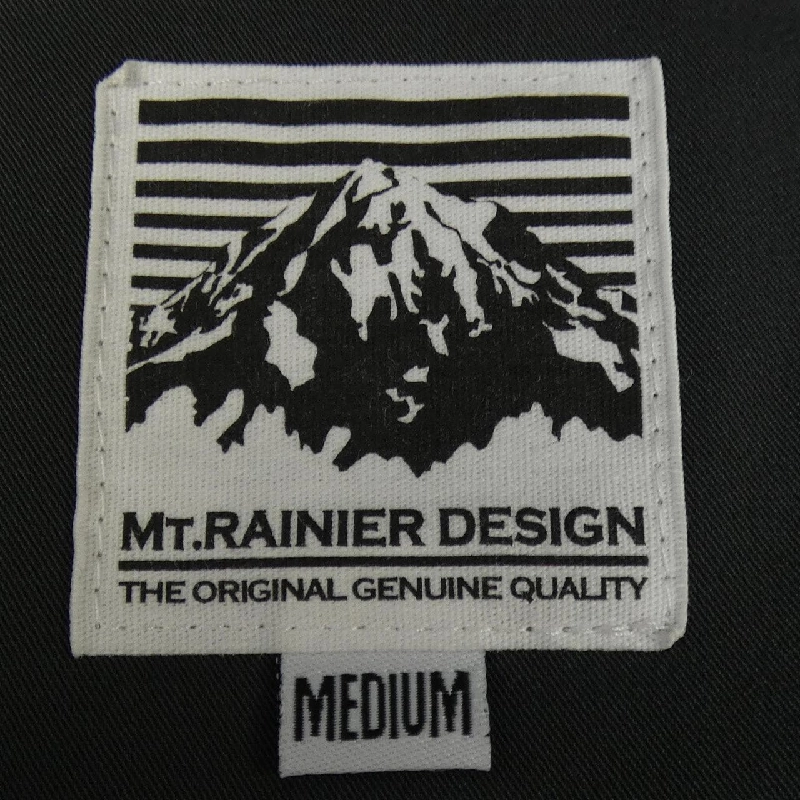 MT.RAINIER DESIGN
THE ORIGINAL GENUINE QUALITY
MEDIUM